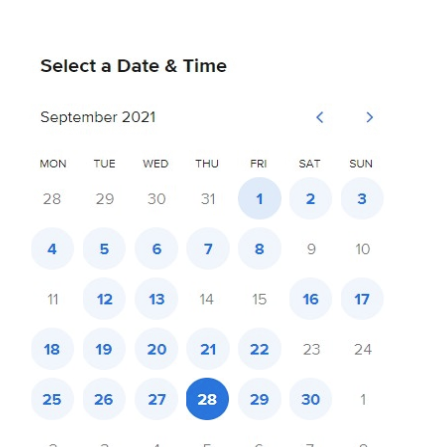 Select a Date & Time
September 2021
MON TUE WED THU FRI SAT SUN
28 29 30 31 1 2 3
4 5 6 7 8 9 10
11 12 13 14 15 16 17
18 19 20 21 22 23 24
25 26 27 28 29 30 1